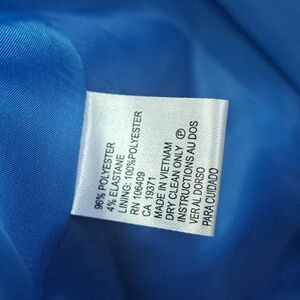 96% POLYESTER
4% ELASTANE
LINING: 100%POLYESTER
RN 106409
CA 19371
MADE IN VIETNAM
DRY CLEAN ONLY Ⓟ
INSTRUCTIONS AU DOS
VER AL DORSO
PARA CUIDADO